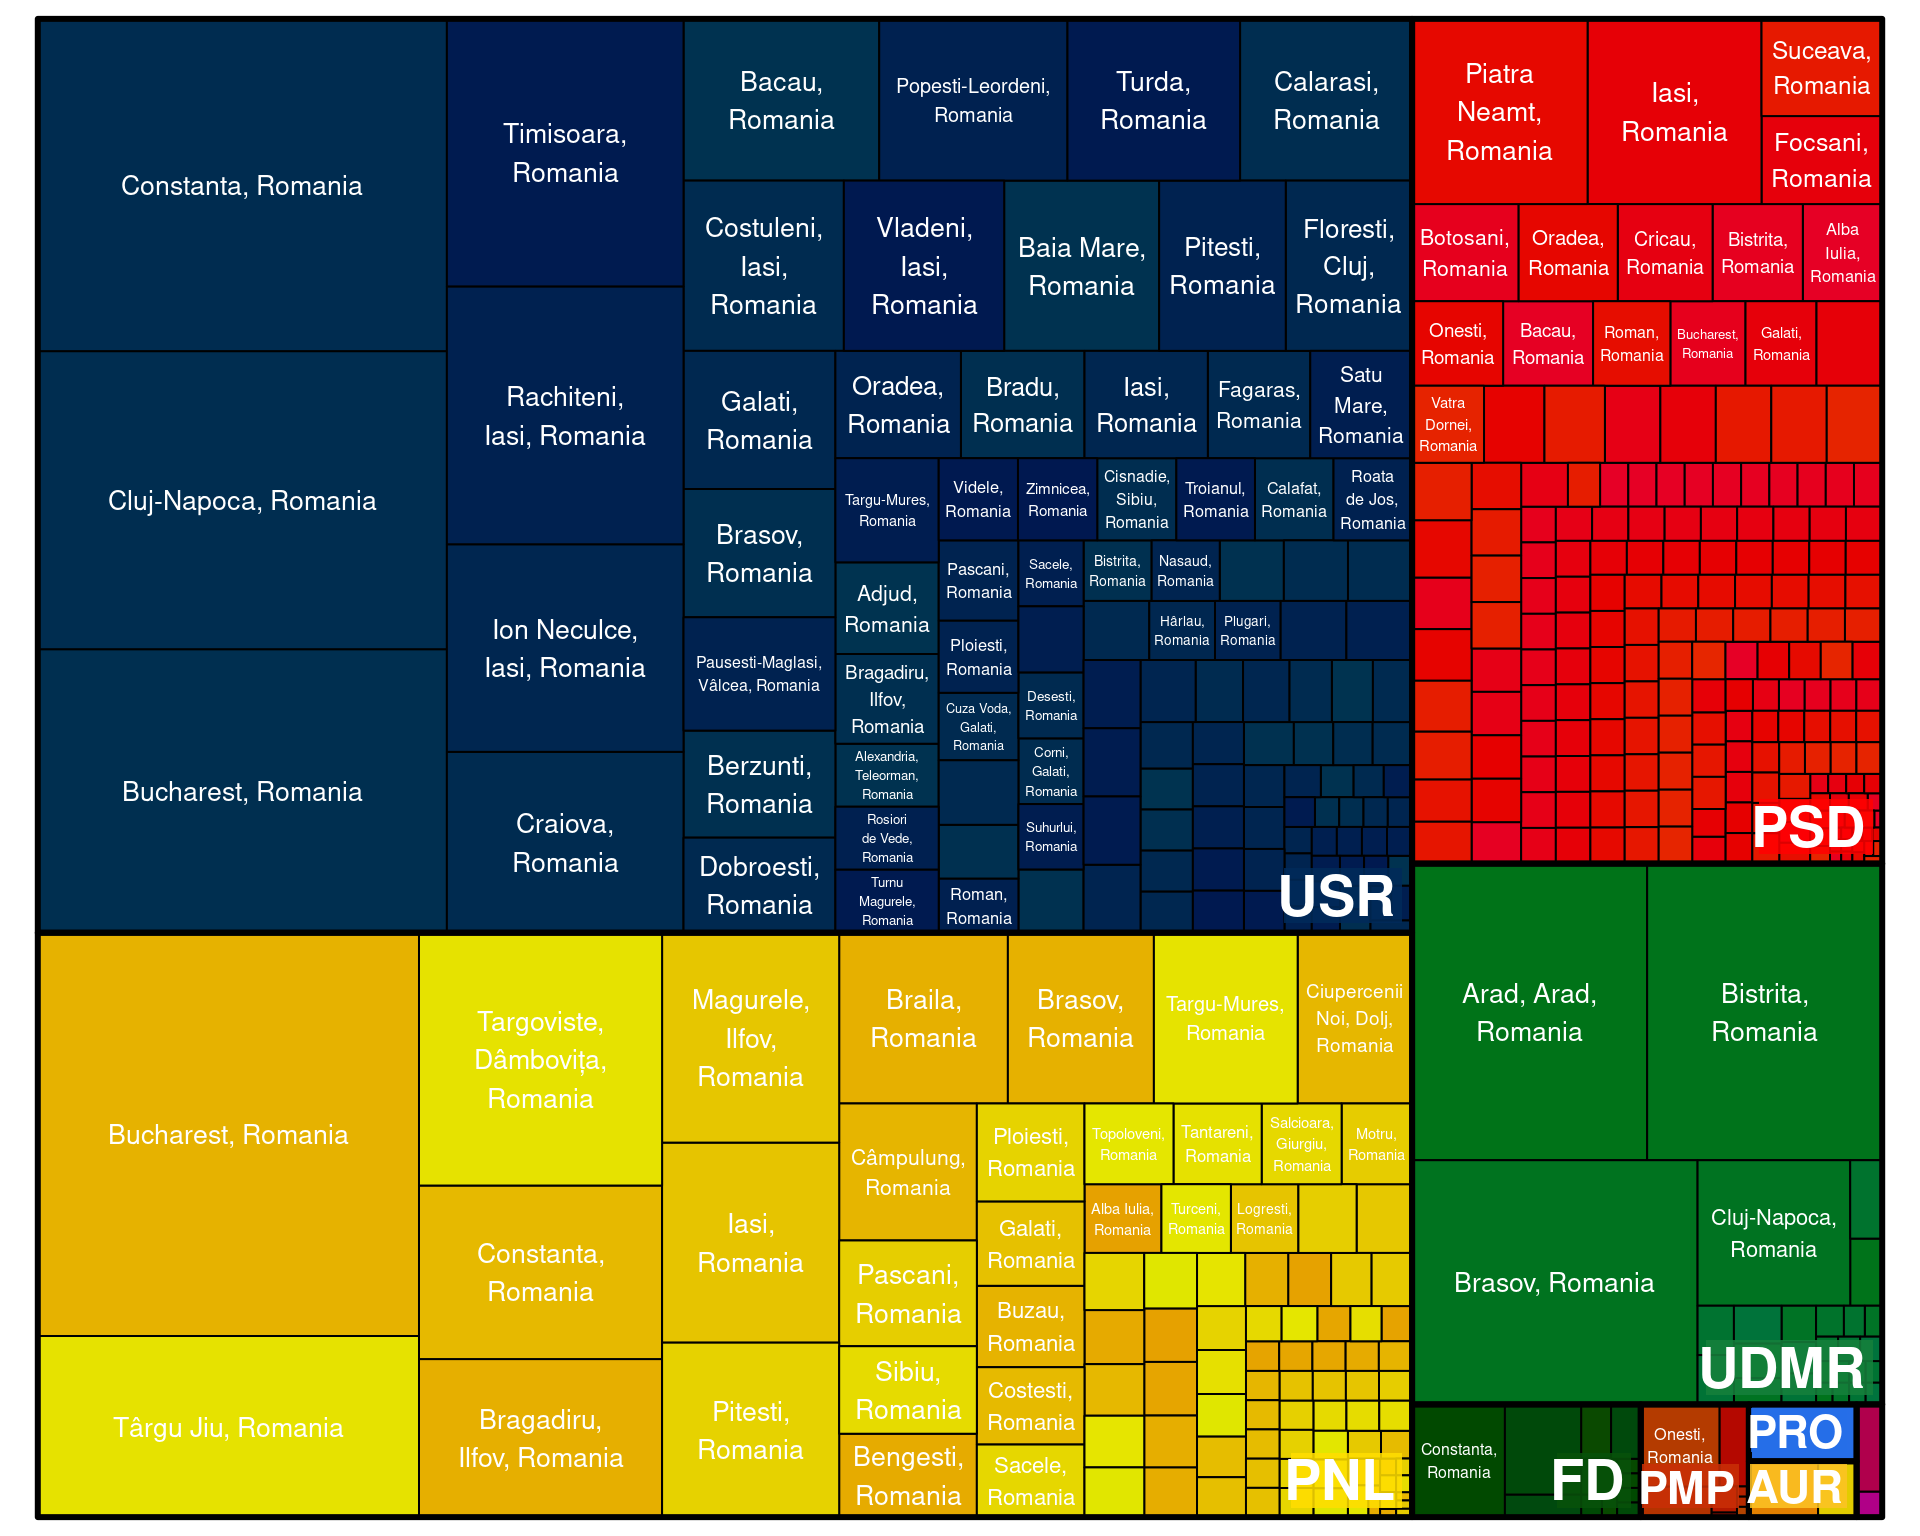 Constanta, Romania
Cluj-Napoca, Romania
Bucharest, Romania
Timisoara,
Romania
Rachiteni,
Iasi, Romania
Ion Neculce,
Iasi, Romania
Craiova,
Romania
Bacau,
Romania
Popesti-Leordeni,
Romania
Turda,
Romania
Calarasi,
Romania
Costuleni,
Iasi,
Romania
Vladeni,
Iasi,
Romania
Baia Mare,
Romania
Pitesti,
Romania
Floresti,
Cluj,
Romania
Galati,
Romania
Brasov,
Romania
Pausesti-Maglasi,
Vâlcea, Romania
Berzunti,
Romania
Dobroesti,
Romania
Oradea,
Romania
Bradu,
Romania
Iasi,
Romania
Fagaras,
Romania
Satu
Mare,
Romania
Targu-Mures,
Romania
Adjud,
Romania
Bragadiru,
Ilfov,
Romania
Alexandria,
Teleorman,
Romania
Rosiori
de Vede,
Romania
Turnu
Magurele,
Romania
Videle,
Romania
Zimnicea,
Romania
Cisnadie,
Sibiu,
Romania
Troianul,
Romania
Calafat,
Romania
Roata
de Jos,
Romania
Pascani,
Romania
Ploiesti,
Romania
Cuza Voda,
Galati,
Romania
Roman,
Romania
Sacele,
Romania
Desesti,
Romania
Corni,
Galati,
Romania
Suhurlui,
Romania
Bistrita,
Romania
Nasaud,
Romania
Hârlau,
Romania
Plugari,
Romania
USR
Piatra
Neamt,
Romania
Iasi,
Romania
Suceava,
Romania
Focsani,
Romania
Botosani,
Romania
Oradea,
Romania
Cricau,
Romania
Bistrita,
Romania
Alba
Iulia,
Romania
Onesti,
Romania
Bacau,
Romania
Roman,
Romania
Bucharest,
Romania
Galati,
Romania
Vatra
Dornei,
Romania
PSD
Bucharest, Romania
Târgu Jiu, Romania
Targoviste,
Dâmbovița,
Romania
Constanta,
Romania
Bragadiru,
Ilfov, Romania
Magurele,
Ilfov,
Romania
Iasi,
Romania
Pitesti,
Romania
Braila,
Romania
Brasov,
Romania
Targu-Mures,
Romania
Ciupercenii
Noi, Dolj,
Romania
Câmpulung,
Romania
Pascani,
Romania
Sibiu,
Romania
Bengesti,
Romania
Ploiesti,
Romania
Galati,
Romania
Buzau,
Romania
Costesti,
Romania
Sacele,
Romania
Topoloveni,
Romania
Tantareni,
Romania
Salcioara,
Giurgiu,
Romania
Motru,
Romania
Alba Iulia,
Romania
Turceni,
Romania
Logresti,
Romania
PNL
Arad, Arad,
Romania
Bistrita,
Romania
Brasov, Romania
Cluj-Napoca,
Romania
UDMR
Constanta,
Romania
FD
Onesti,
Romania
PMP
PRO
AUR